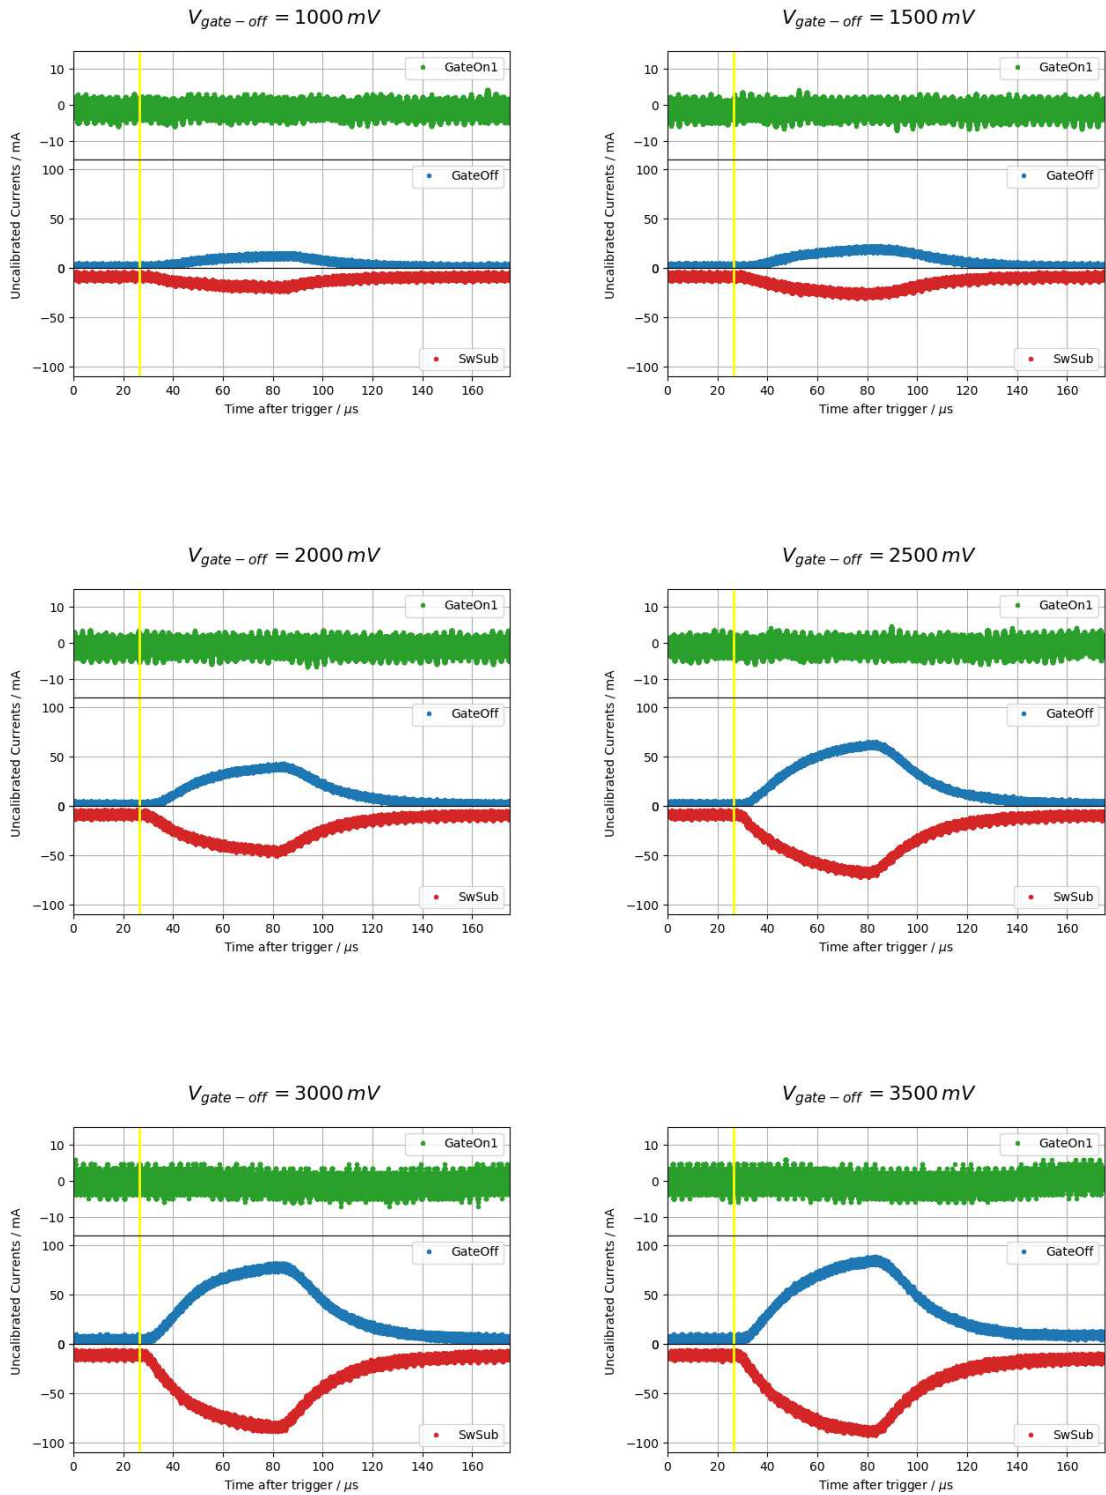 V_gate−off = 1000 mV
V_gate−off = 1500 mV
10
0
−10
GateOn1
100
50
0
−50
−100
GateOff
SwSub
Uncalibrated Currents / mA
0 20 40 60 80 100 120 140 160
Time after trigger / μs
10
0
−10
GateOn1
100
50
0
−50
−100
GateOff
SwSub
Uncalibrated Currents / mA
0 20 40 60 80 100 120 140 160
Time after trigger / μs
V_gate−off = 2000 mV
V_gate−off = 2500 mV
10
0
−10
GateOn1
100
50
0
−50
−100
GateOff
SwSub
Uncalibrated Currents / mA
0 20 40 60 80 100 120 140 160
Time after trigger / μs
10
0
−10
GateOn1
100
50
0
−50
−100
GateOff
SwSub
Uncalibrated Currents / mA
0 20 40 60 80 100 120 140 160
Time after trigger / μs
V_gate−off = 3000 mV
V_gate−off = 3500 mV
10
0
−10
GateOn1
100
50
0
−50
−100
GateOff
SwSub
Uncalibrated Currents / mA
0 20 40 60 80 100 120 140 160
Time after trigger / μs
10
0
−10
GateOn1
100
50
0
−50
−100
GateOff
SwSub
Uncalibrated Currents / mA
0 20 40 60 80 100 120 140 160
Time after trigger / μs